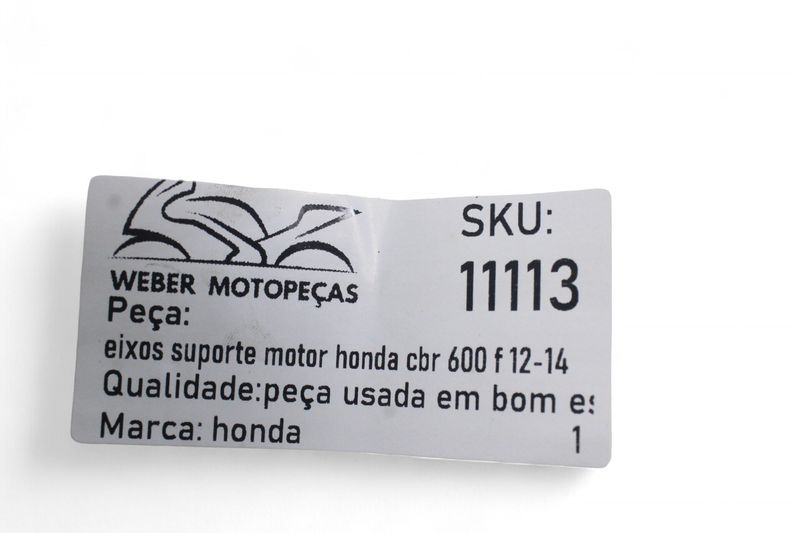 WEBER MOTOPEÇAS
SKU:
11113
Peça:
eixos suporte motor honda cbr 600 f 12-14
Qualidade:peça usada em bom es
Marca: honda
1